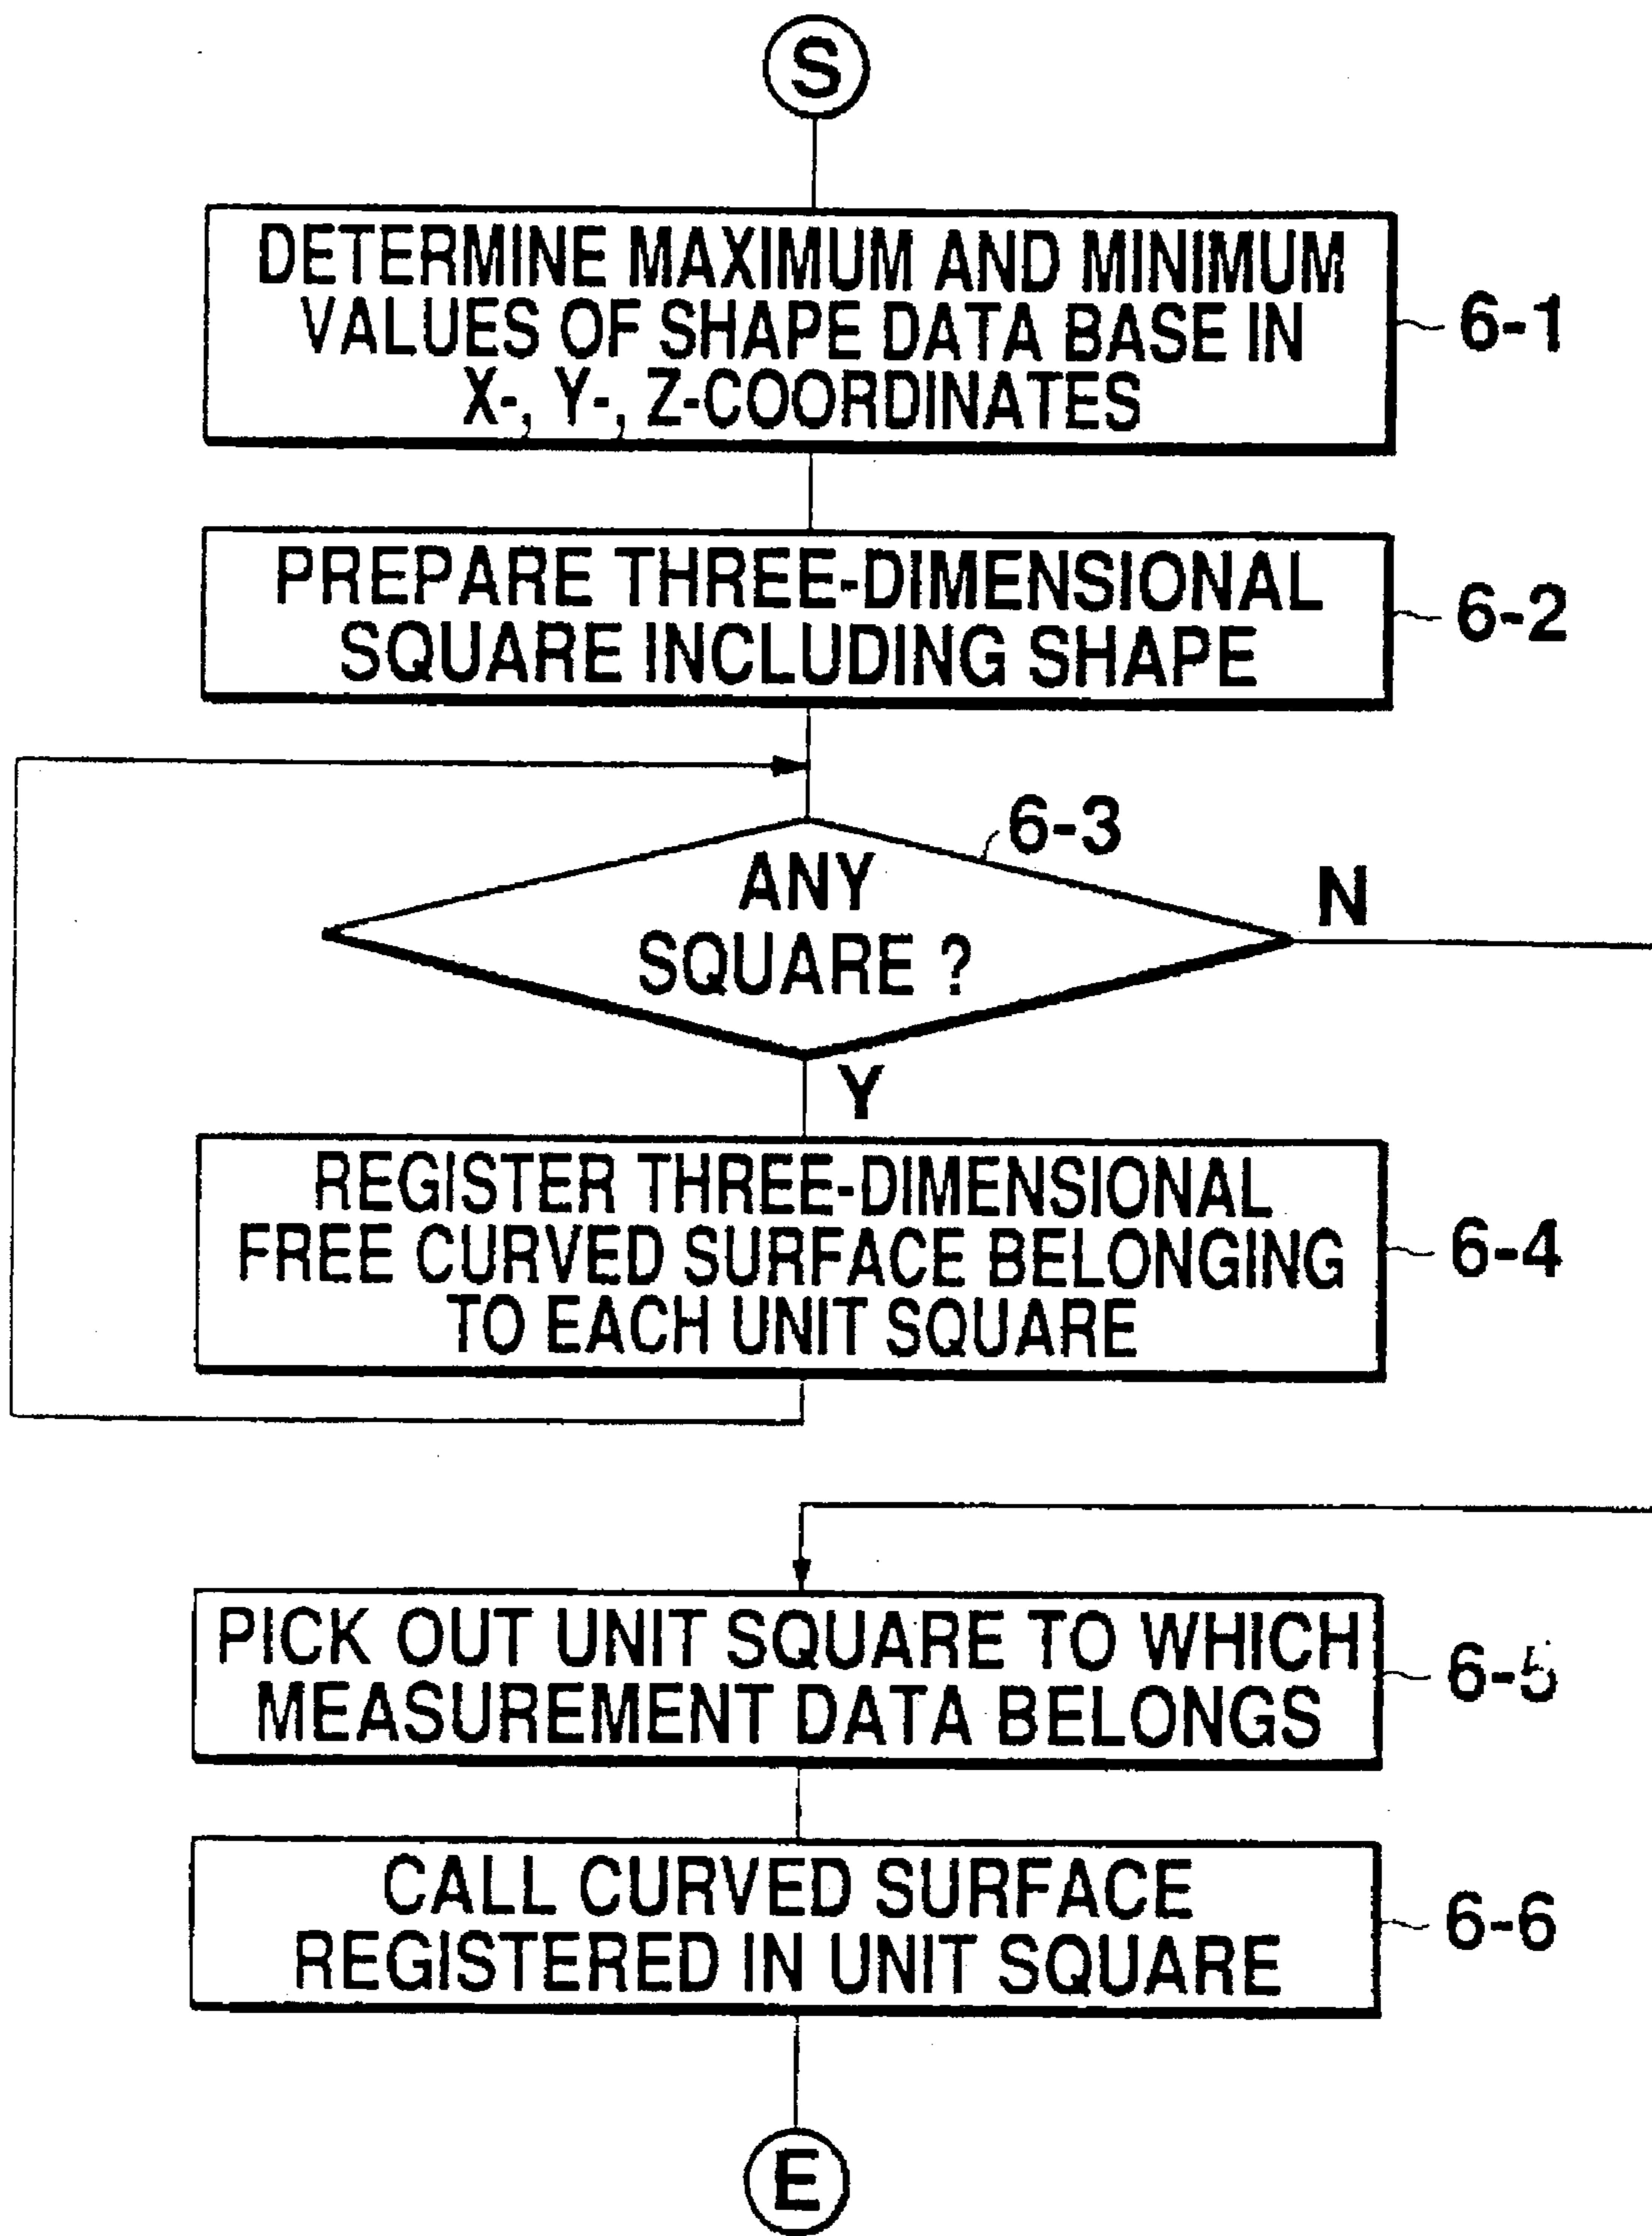 S
DETERMINE MAXIMUM AND MINIMUM
VALUES OF SHAPE DATA BASE IN
X-, Y-, Z-COORDINATES
6-1
PREPARE THREE-DIMENSIONAL
SQUARE INCLUDING SHAPE
6-2
6-3
ANY
SQUARE ?
N
Y
REGISTER THREE-DIMENSIONAL
FREE CURVED SURFACE BELONGING
TO EACH UNIT SQUARE
6-4
PICK OUT UNIT SQUARE TO WHICH
MEASUREMENT DATA BELONGS
6-5
CALL CURVED SURFACE
REGISTERED IN UNIT SQUARE
6-6
E